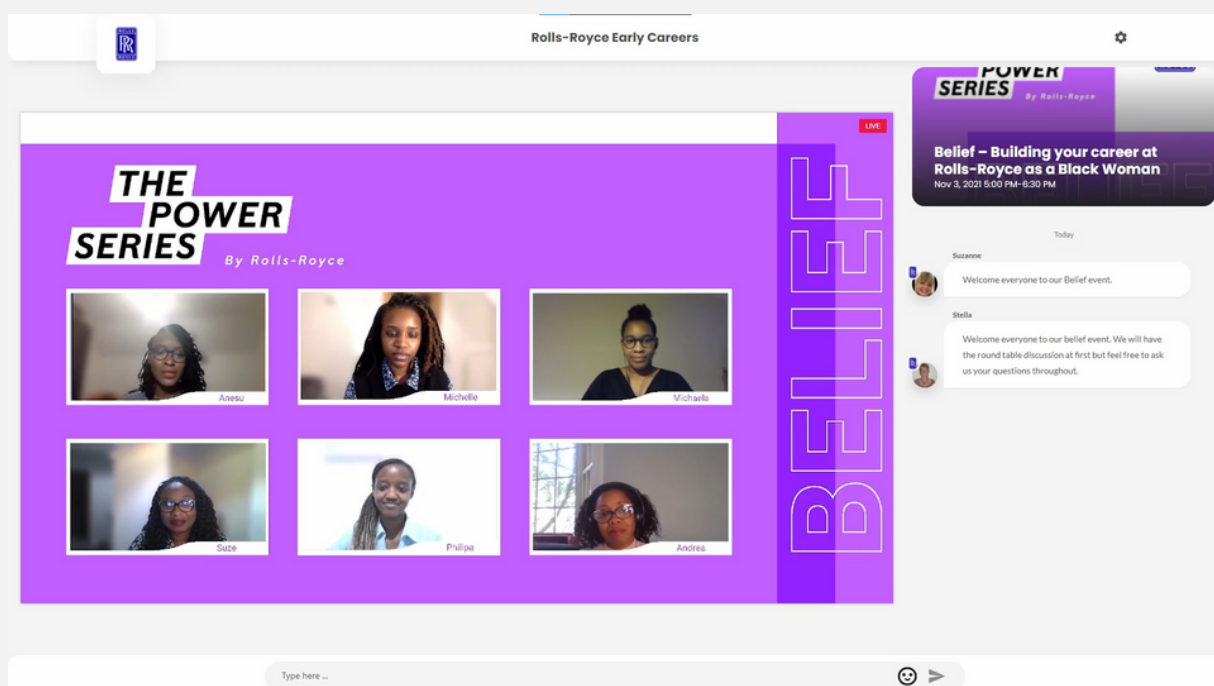 ROLLS
RR
ROYCE
Rolls-Royce Early Careers
LIVE
THE
POWER
SERIES
By Rolls-Royce
BELIEF
Anesu
Michelle
Michaela
Suze
Philipa
Andrea
POWER
SERIES
By Rolls-Royce
Belief – Building your career at
Rolls-Royce as a Black Woman
Nov 3, 2021 5:00 PM-6:30 PM
Today
Suzanne
Welcome everyone to our Belief event.
Stella
Welcome everyone to our belief event. We will have
the round table discussion at first but feel free to ask
us your questions throughout.
Type here ...